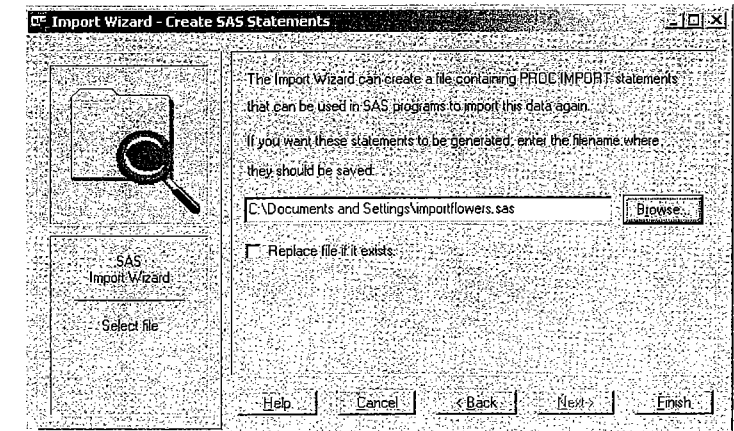 Import Wizard - Create SAS Statements
The Import Wizard can create a file containing PROC IMPORT statements
that can be used in SAS programs to import this data again.
If you want these statements to be generated, enter the filename where
they should be saved:
C:\Documents and Settings\importflowers.sas
Browse...
Replace file if it exists.
SAS
Import Wizard
Select file
Help
Cancel
< Back
Next >
Finish